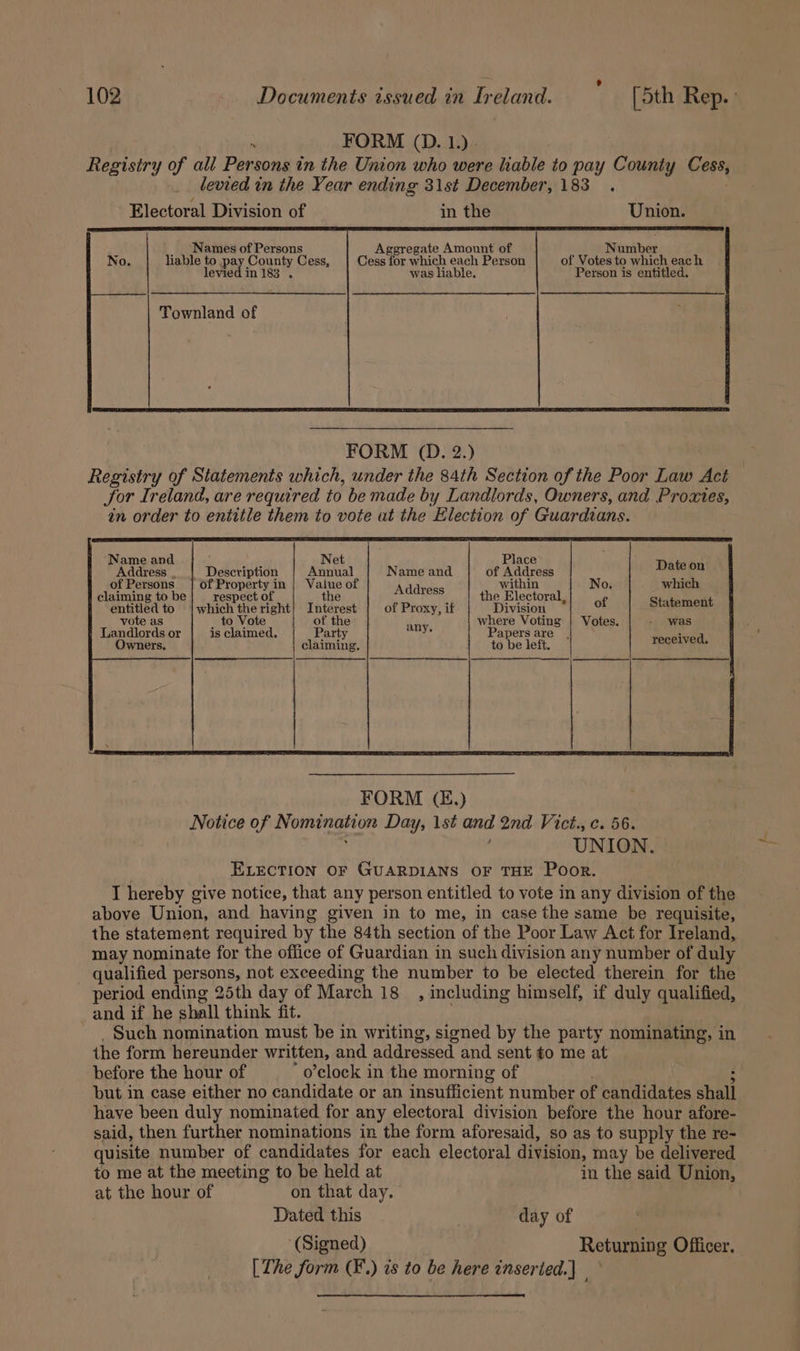 102 Documents issued in Ireland. [5th Rep.
FORM (D. 1.)
Registry of all Persons in the Union who were liable to pay County Cess,
levied in the Year ending 31st December, 183 .
Electoral Division of in the Union.
No.
Names of Persons
liable to pay County Cess,
levied in 183 .
Aggregate Amount of
Cess for which each Person
was liable.
Number
of Votes to which each
Person is entitled.
Townland of
FORM (D. 2.)
Registry of Statements which, under the 84th Section of the Poor Law Act
for Ireland, are required to be made by Landlords, Owners, and Proxies,
in order to entitle them to vote at the Election of Guardians.
Name and
Address
of Persons
claiming to be
entitled to
vote as
Landlords or
Owners.
Description
of Property in
respect of
which the right
to Vote
is claimed.
Net
Annual
Value of
the
Interest
of the
Party
claiming.
Name and
Address
of Proxy, if
any.
Place
of Address
within
the Electoral
Division
where Voting
Papers are
to be left.
No.
of
Votes.
Date on
which
Statement
was
received.
FORM (E.)
Notice of Nomination Day, 1st and 2nd Vict., c. 56.
UNION.
ELECTION OF GUARDIANS OF THE POOR.
I hereby give notice, that any person entitled to vote in any division of the
above Union, and having given in to me, in case the same be requisite,
the statement required by the 84th section of the Poor Law Act for Ireland,
may nominate for the office of Guardian in such division any number of duly
qualified persons, not exceeding the number to be elected therein for the
period ending 25th day of March 18 , including himself, if duly qualified,
and if he shall think fit.
Such nomination must be in writing, signed by the party nominating, in
the form hereunder written, and addressed and sent to me at
before the hour of o'clock in the morning of ;
but in case either no candidate or an insufficient number of candidates shall
have been duly nominated for any electoral division before the hour afore-
said, then further nominations in the form aforesaid, so as to supply the re-
quisite number of candidates for each electoral division, may be delivered
to me at the meeting to be held at in the said Union,
at the hour of on that day.
Dated this day of
(Signed) Returning Officer.
[The form (F.) is to be here inserted.]